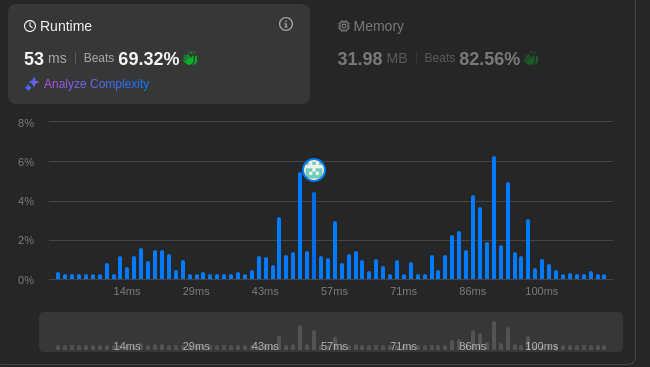 Runtime
53 ms | Beats 69.32%
Analyze Complexity
Memory
31.98 MB | Beats 82.56%
8%
6%
4%
2%
0%
14ms 29ms 43ms 57ms 71ms 86ms 100ms
14ms 29ms 43ms 57ms 71ms 86ms 100ms